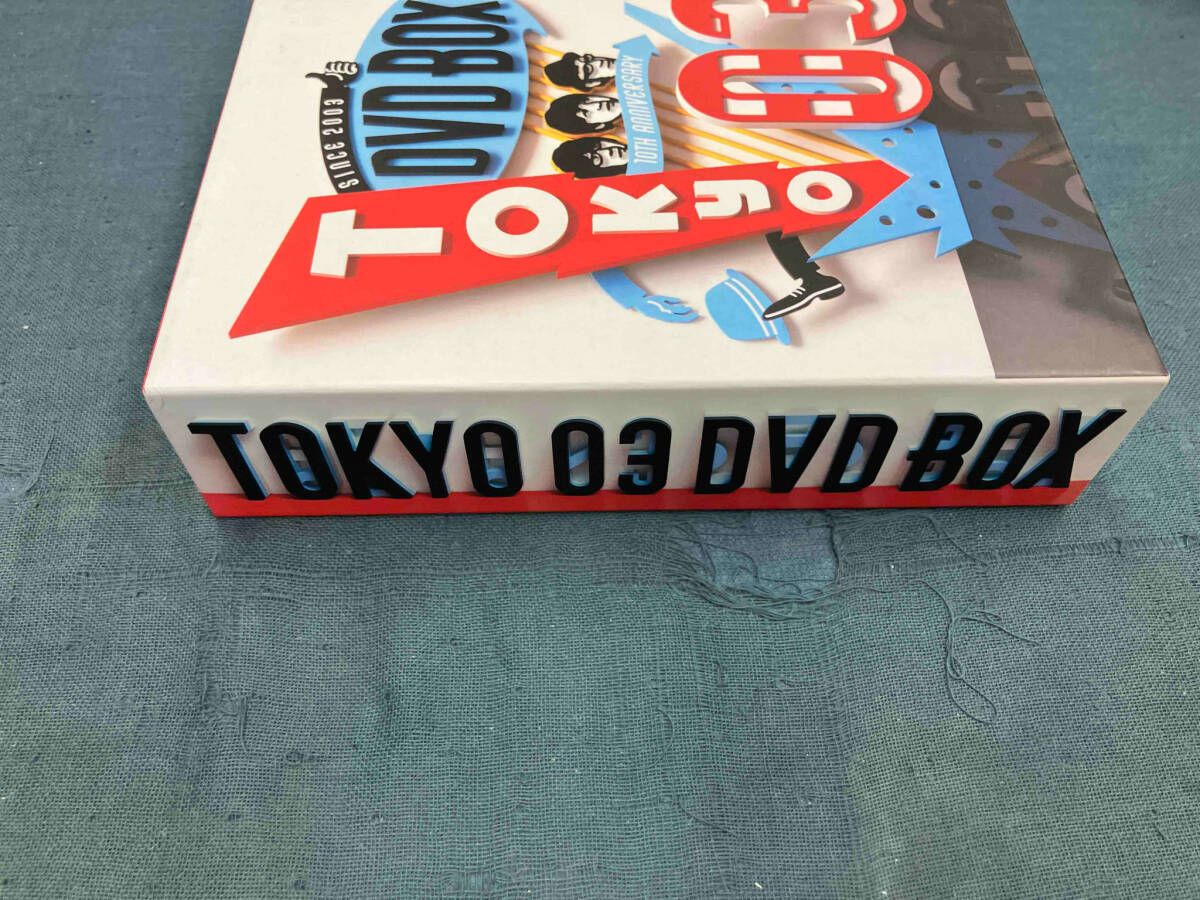 SINCE 2003
DVD BOX
10TH ANNIVERSARY
03
TOKYO
TOKYO 03 DVD BOX